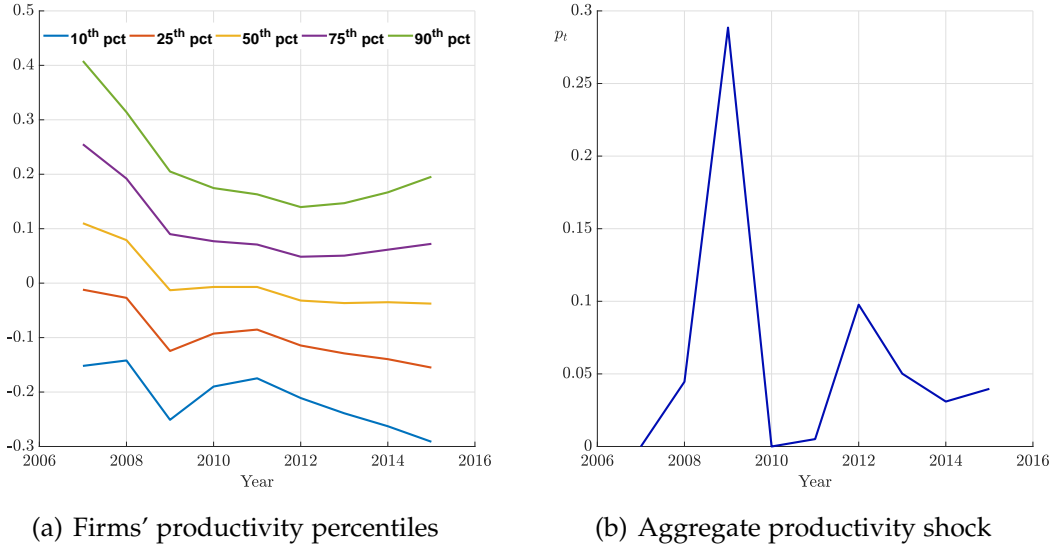 0.5
10th pct 25th pct 50th pct 75th pct 90th pct
0.4
0.3
0.2
0.1
0
-0.1
-0.2
-0.3
2006 2008 2010 2012 2014 2016
Year
(a) Firms' productivity percentiles
0.3
pt
0.25
0.2
0.15
0.1
0.05
0
2006 2008 2010 2012 2014 2016
Year
(b) Aggregate productivity shock